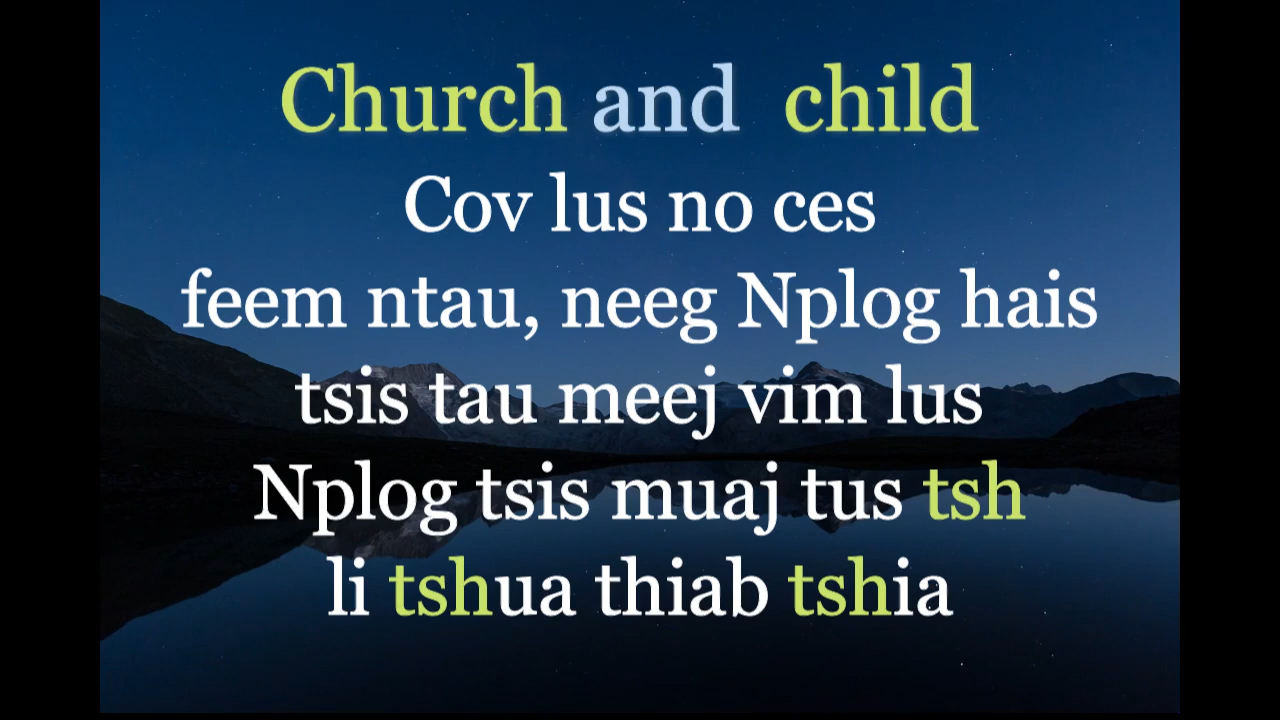 Church and child
Cov lus no ces
feem ntau, neeg Nplog hais
tsis tau meej vim lus
Nplog tsis muaj tus tsh
li tshua thiab tshia